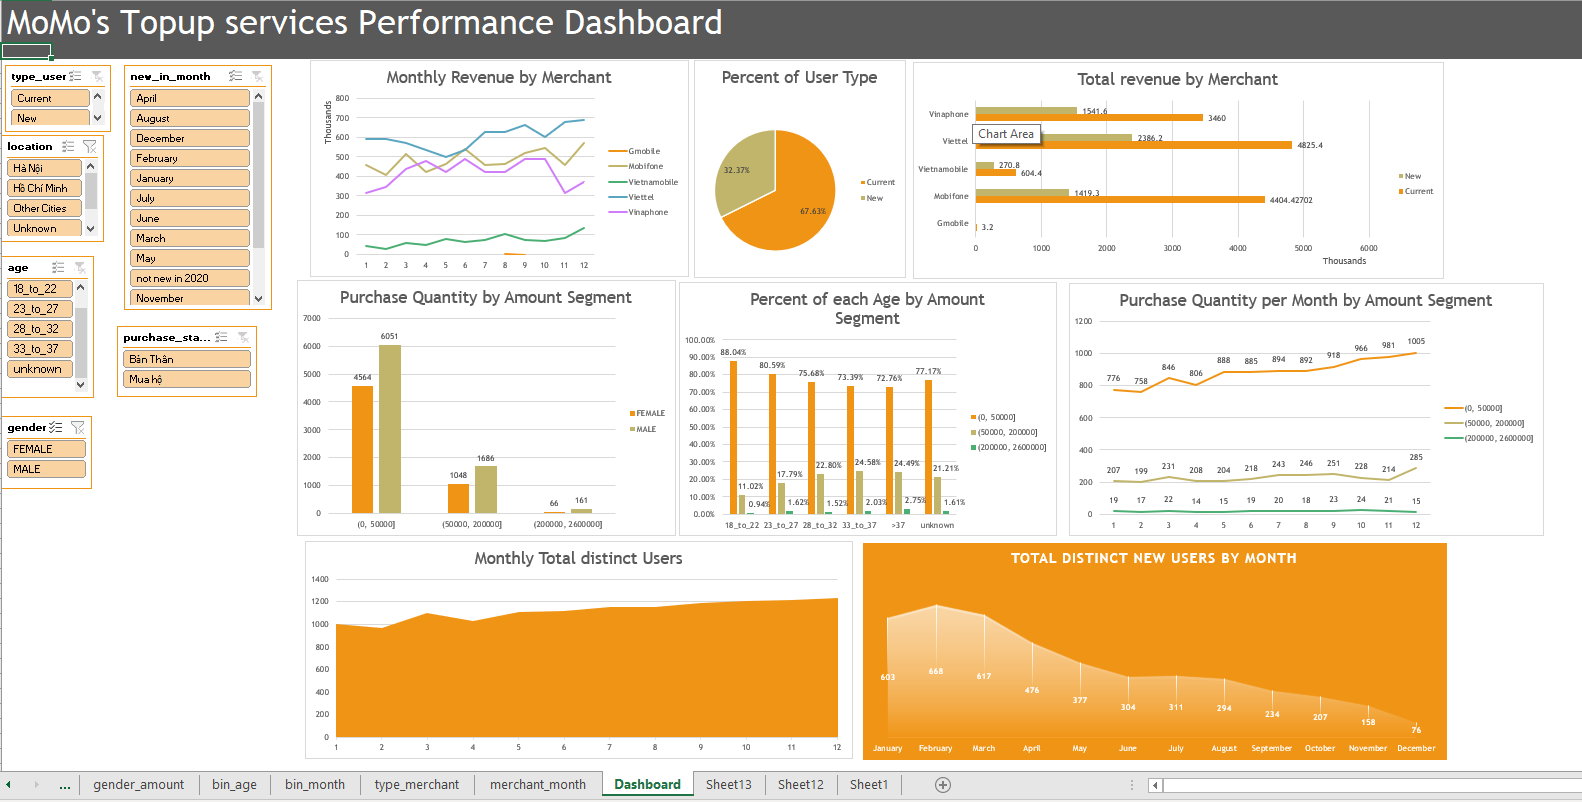 MoMo's Topup services Performance Dashboard
type_user
Current
New
new_in_month
April
August
December
February
January
July
June
March
May
not new in 2020
November
location
Hà Nội
Hồ Chí Minh
Other Cities
Unknown
age
18_to_22
23_to_27
28_to_32
33_to_37
unknown
purchase_sta...
Bản Thân
Mua hộ
gender
FEMALE
MALE
Monthly Revenue by Merchant
Thousands
800
700
600
500
400
300
200
100
0
1 2 3 4 5 6 7 8 9 10 11 12
Gmobile
Mobifone
Vietnamobile
Viettel
Vinaphone
Percent of User Type
32.37%
67.63%
Current
New
Total revenue by Merchant
Vinaphone 1541.6
3460
Chart Area
Viettel 2386.2
4825.4
Vietnamobile 270.8
604.4
Mobifone 1419.3
4404.42702
Gmobile 3.2
0 1000 2000 3000 4000 5000 6000
Thousands
New
Current
Purchase Quantity by Amount Segment
7000
6000
5000
4000
3000
2000
1000
0
4564 6051
1048 1686
66 161
(0, 50000] (50000, 200000] (200000, 2600000]
FEMALE
MALE
Percent of each Age by Amount
Segment
100.00%
90.00%
80.00%
70.00%
60.00%
50.00%
40.00%
30.00%
20.00%
10.00%
0.00%
88.04% 80.59% 75.68% 73.39% 72.76% 77.17%
11.02% 17.79% 22.80% 24.58% 24.49% 21.21%
0.94% 1.62% 1.52% 2.03% 2.75% 1.61%
18_to_22 23_to_27 28_to_32 33_to_37 >37 unknown
(0, 50000]
(50000, 200000]
(200000, 2600000]
Purchase Quantity per Month by Amount Segment
1200
1000
800
600
400
200
0
776 758 846 806 888 885 894 892 918 966 981 1005
207 199 231 208 204 218 243 246 251 228 214 285
19 17 22 14 15 19 20 18 23 24 21 15
1 2 3 4 5 6 7 8 9 10 11 12
(0, 50000]
(50000, 200000]
(200000, 2600000]
Monthly Total distinct Users
1400
1200
1000
800
600
400
200
0
1 2 3 4 5 6 7 8 9 10 11 12
TOTAL DISTINCT NEW USERS BY MONTH
603 668 617 476 377 304 311 294 234 207 158 76
January February March April May June July August September October November December
... gender_amount bin_age bin_month type_merchant merchant_month Dashboard Sheet13 Sheet12 Sheet1